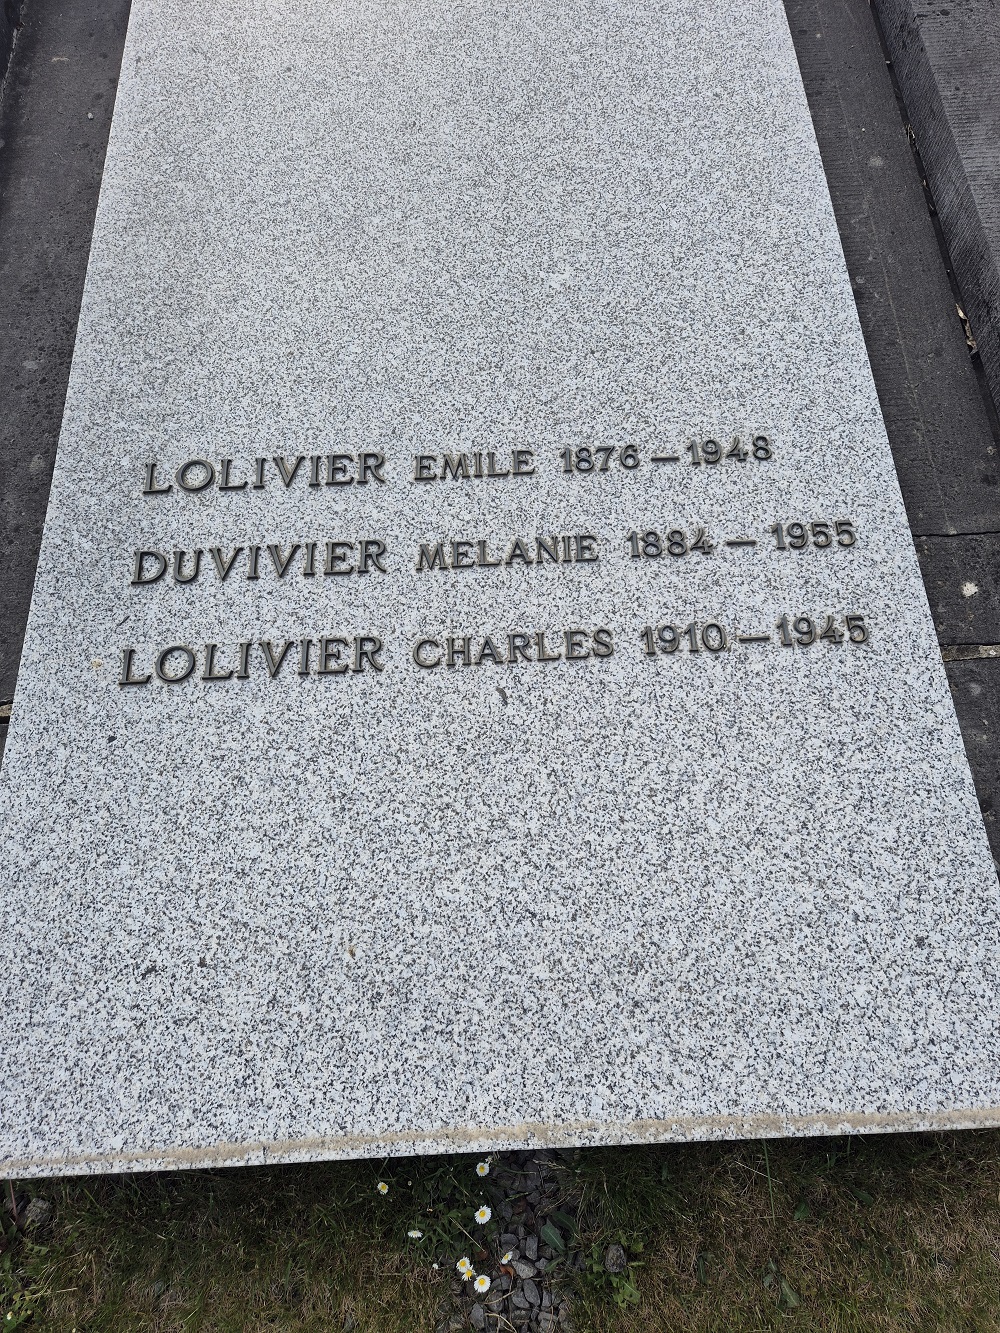 LOLIVIER EMILE 1876 – 1948
DUVIVIER MELANIE 1884 – 1955
LOLIVIER CHARLES 1910 – 1945